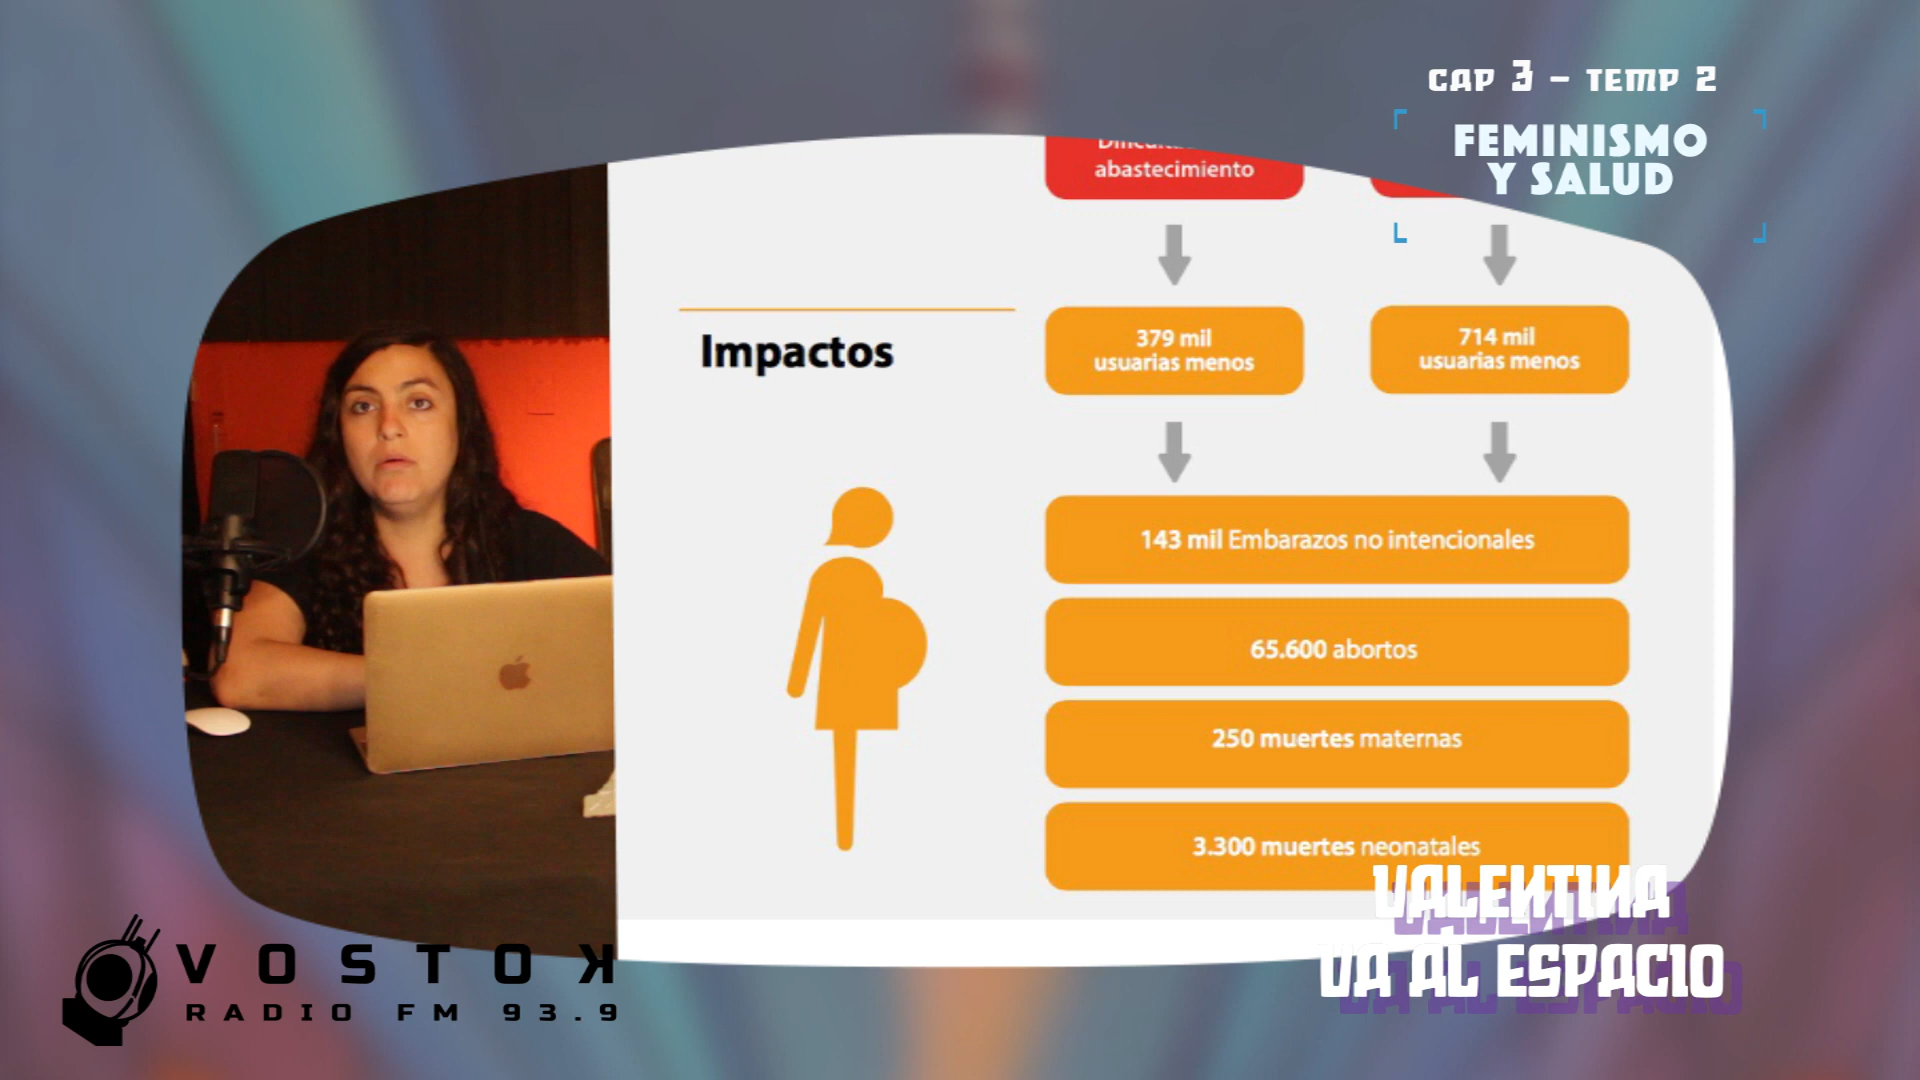 CAP 3 - TEMP 2
FEMINISMO
Y SALUD
abastecimiento
Impactos
379 mil
usuarias menos
714 mil
usuarias menos
143 mil Embarazos no intencionales
65.600 abortos
250 muertes maternas
3.300 muertes neonatales
VALENTINA
VA AL ESPACIO
VOSTOK
RADIO FM 93.9